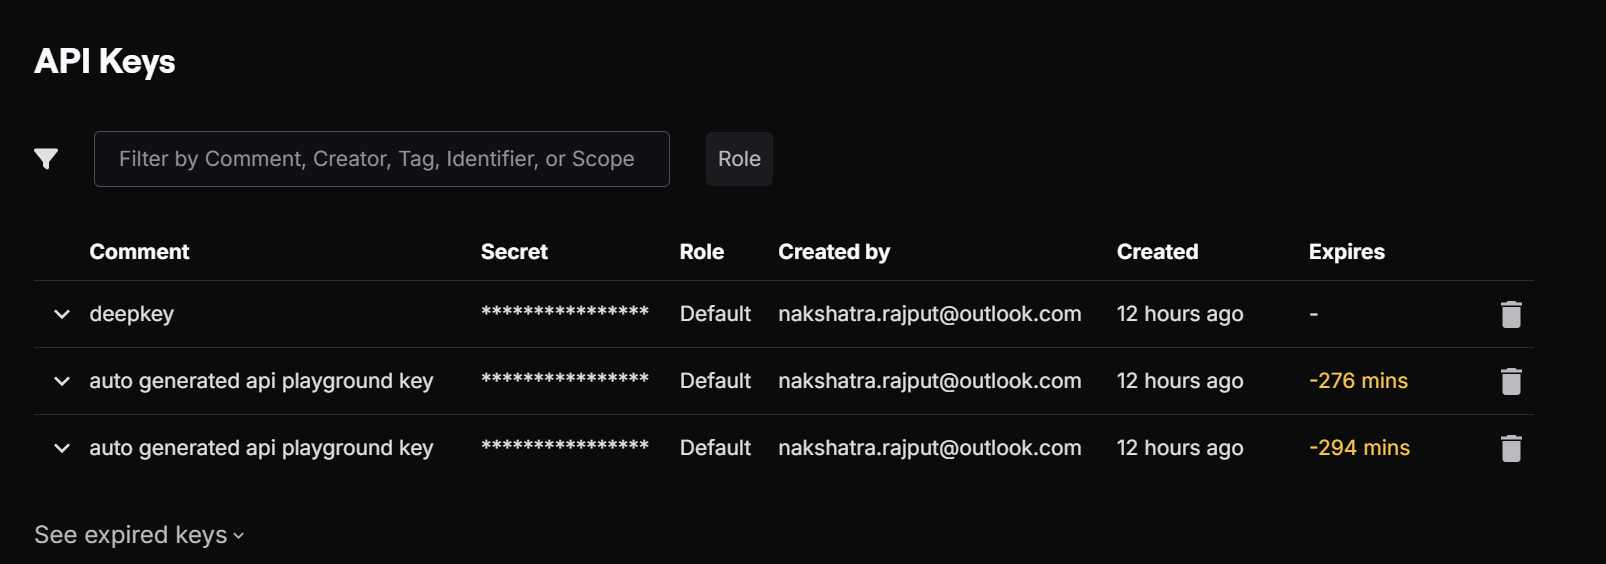 API Keys
Filter by Comment, Creator, Tag, Identifier, or Scope Role
Comment Secret Role Created by Created Expires
deepkey **************** Default nakshatra.rajput@outlook.com 12 hours ago -
auto generated api playground key **************** Default nakshatra.rajput@outlook.com 12 hours ago -276 mins
auto generated api playground key **************** Default nakshatra.rajput@outlook.com 12 hours ago -294 mins
See expired keys